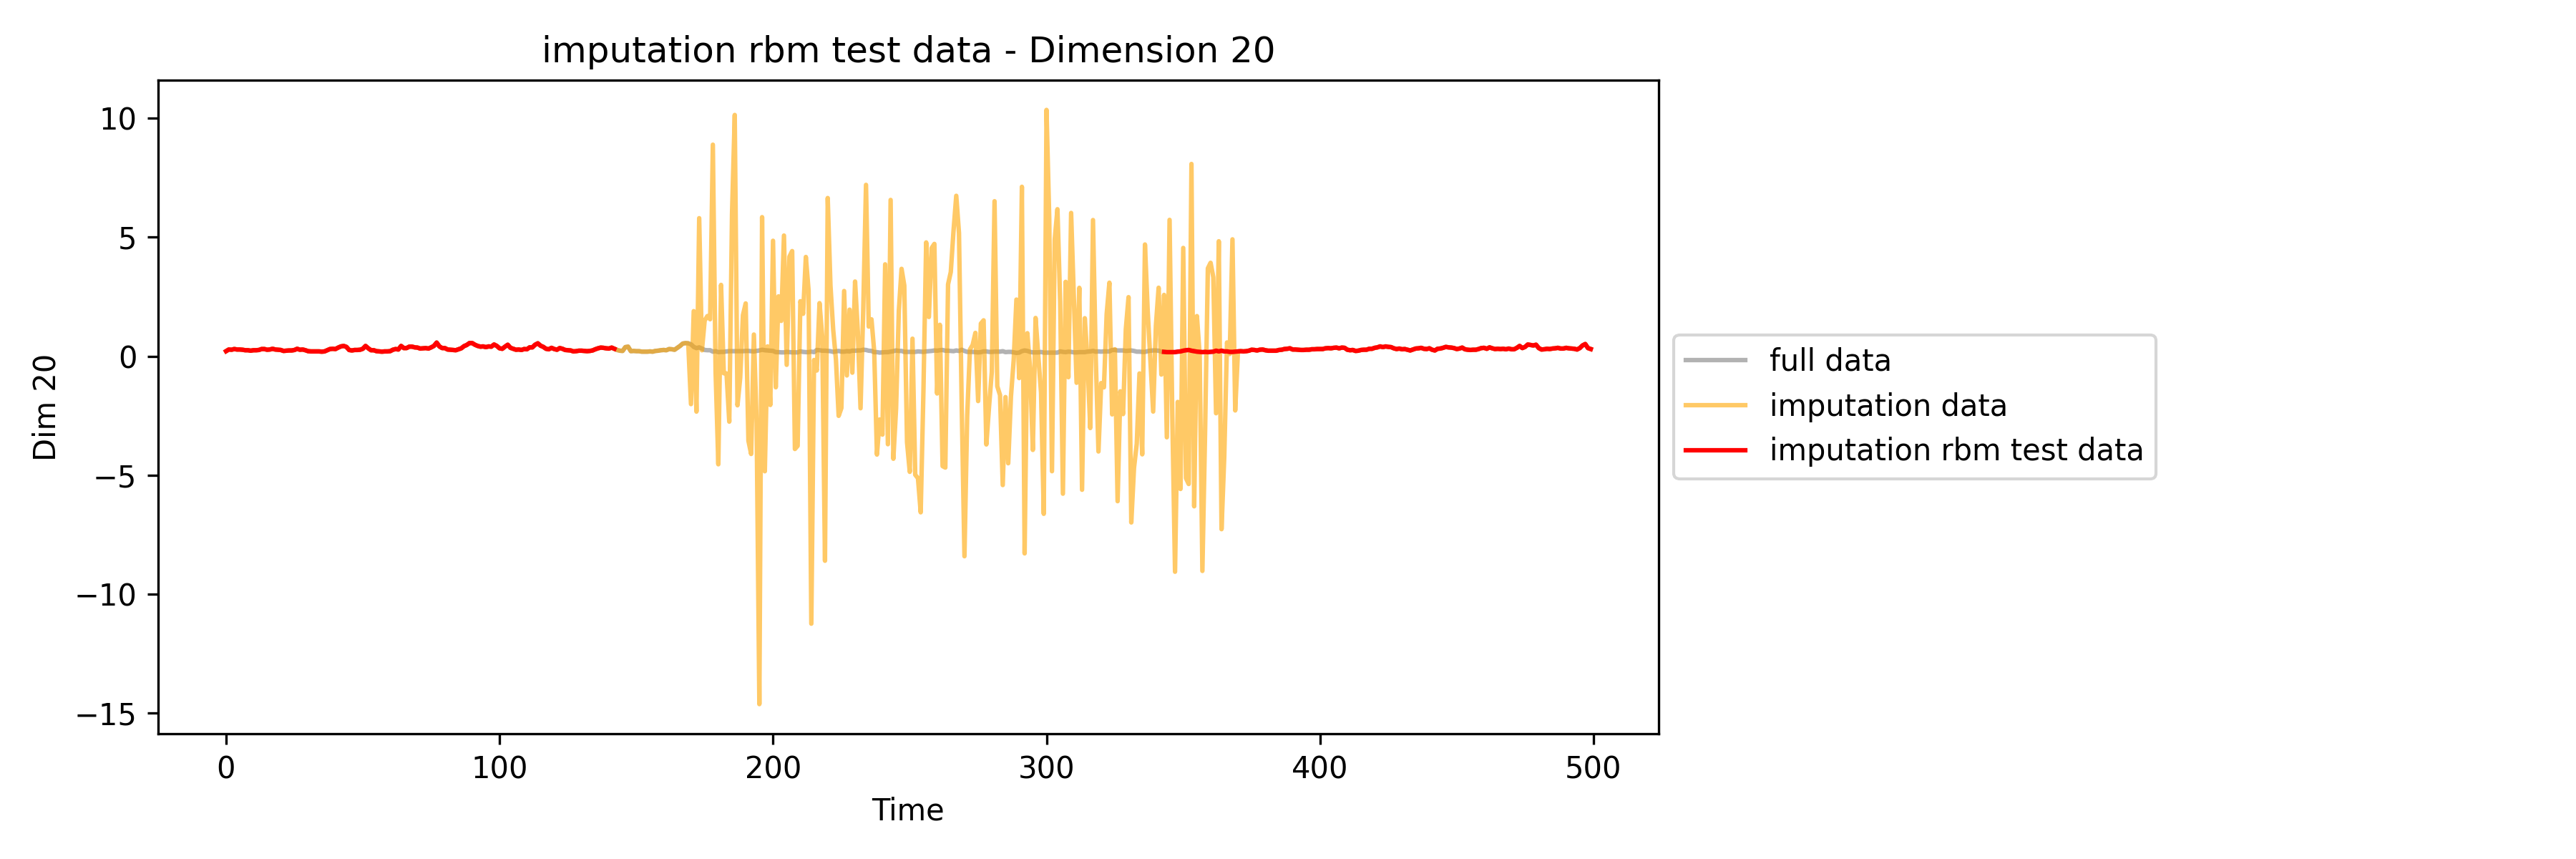 imputation rbm test data - Dimension 20
10
5
0
−5
−10
−15
Dim 20
0 100 200 300 400 500
Time
full data
imputation data
imputation rbm test data